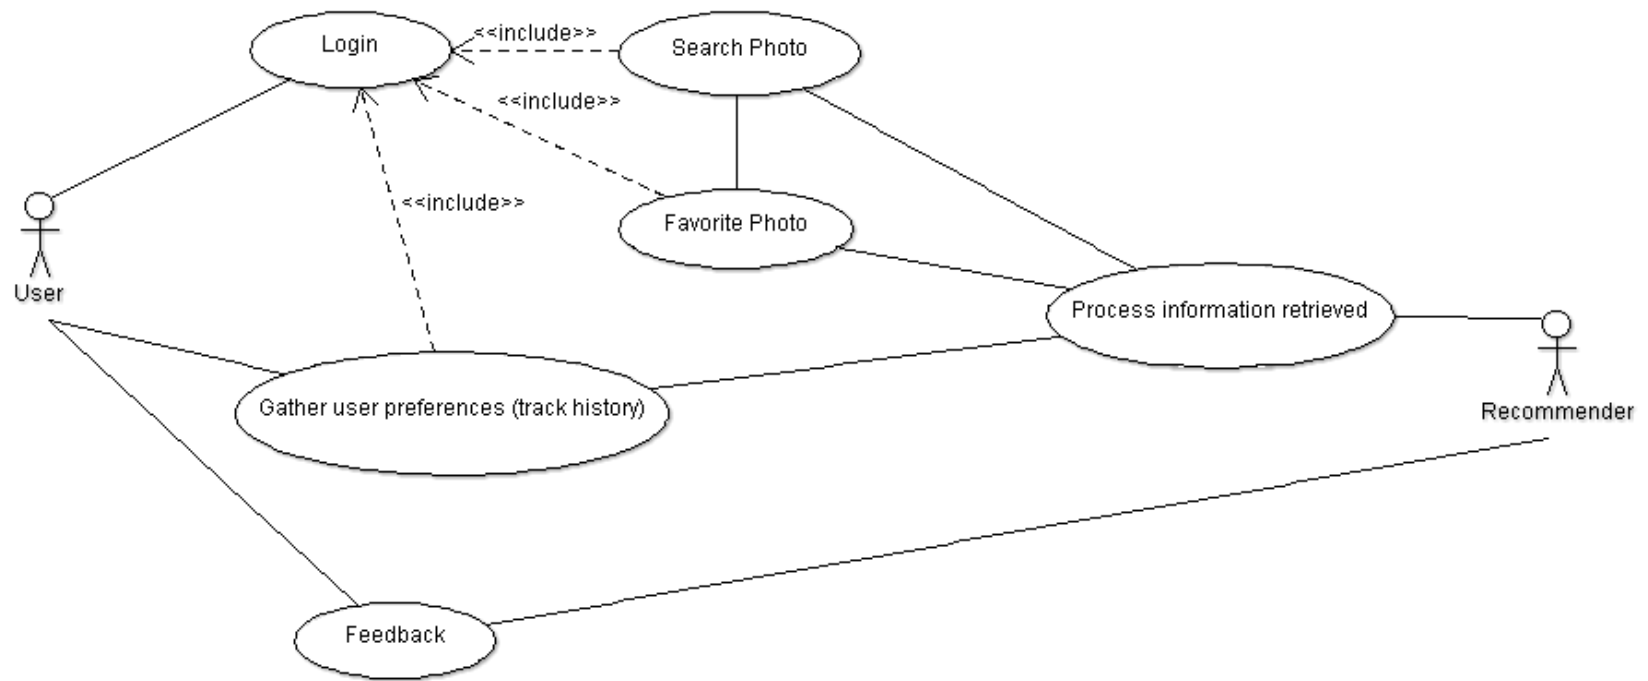 Login
<<include>>
Search Photo
<<include>>
<<include>>
Favorite Photo
User
Process information retrieved
Gather user preferences (track history)
Recommender
Feedback